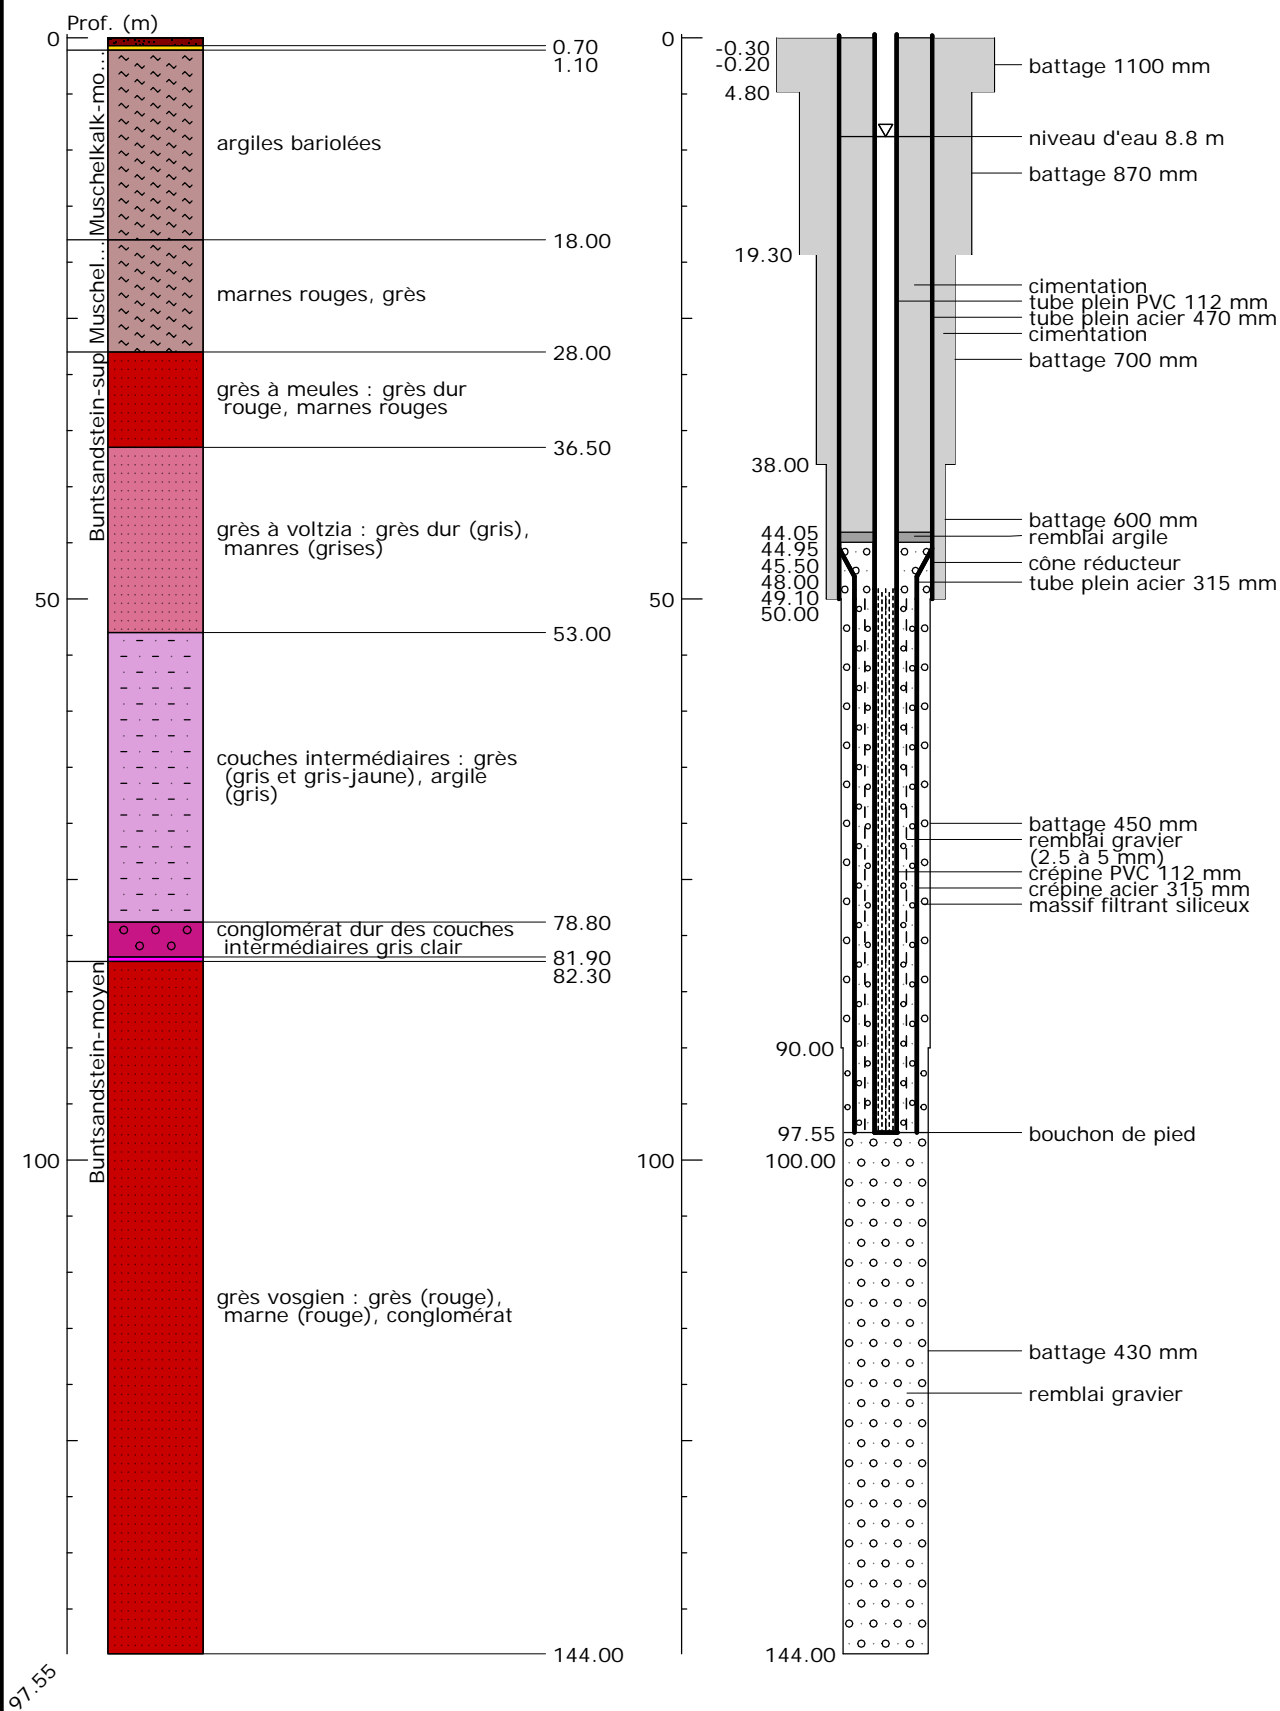 Prof. (m)
0
50
100
Muschelkalk-mo...
Muschel...
Buntsandstein-sup
Buntsandstein-moyen
0.70
1.10
argiles bariolées
18.00
marnes rouges, grès
28.00
grès à meules : grès dur
rouge, marnes rouges
36.50
grès à voltzia : grès dur (gris),
manres (grises)
53.00
couches intermédiaires : grès
(gris et gris-jaune), argile
(gris)
78.80
conglomérat dur des couches
intermédiaires gris clair
81.90
82.30
grès vosgien : grès (rouge),
marne (rouge), conglomérat
144.00
97.55
0
50
100
-0.30
-0.20
4.80
19.30
38.00
44.05
44.95
45.50
48.00
49.10
50.00
90.00
97.55
100.00
144.00
battage 1100 mm
niveau d'eau 8.8 m
battage 870 mm
cimentation
tube plein PVC 112 mm
tube plein acier 470 mm
cimentation
battage 700 mm
battage 600 mm
remblai argile
cône réducteur
tube plein acier 315 mm
battage 450 mm
remblai gravier
(2.5 à 5 mm)
crépine PVC 112 mm
crépine acier 315 mm
massif filtrant siliceux
bouchon de pied
battage 430 mm
remblai gravier